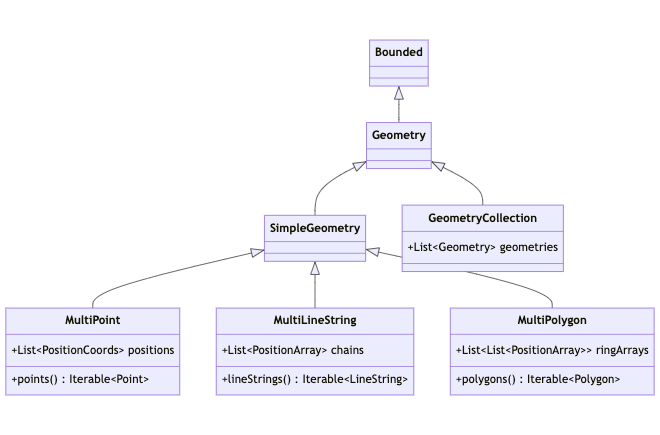 Bounded
Geometry
GeometryCollection
+List<Geometry> geometries
SimpleGeometry
MultiPoint
+List<PositionCoords> positions
+points() : Iterable<Point>
MultiLineString
+List<PositionArray> chains
+lineStrings() : Iterable<LineString>
MultiPolygon
+List<List<PositionArray>> ringArrays
+polygons() : Iterable<Polygon>